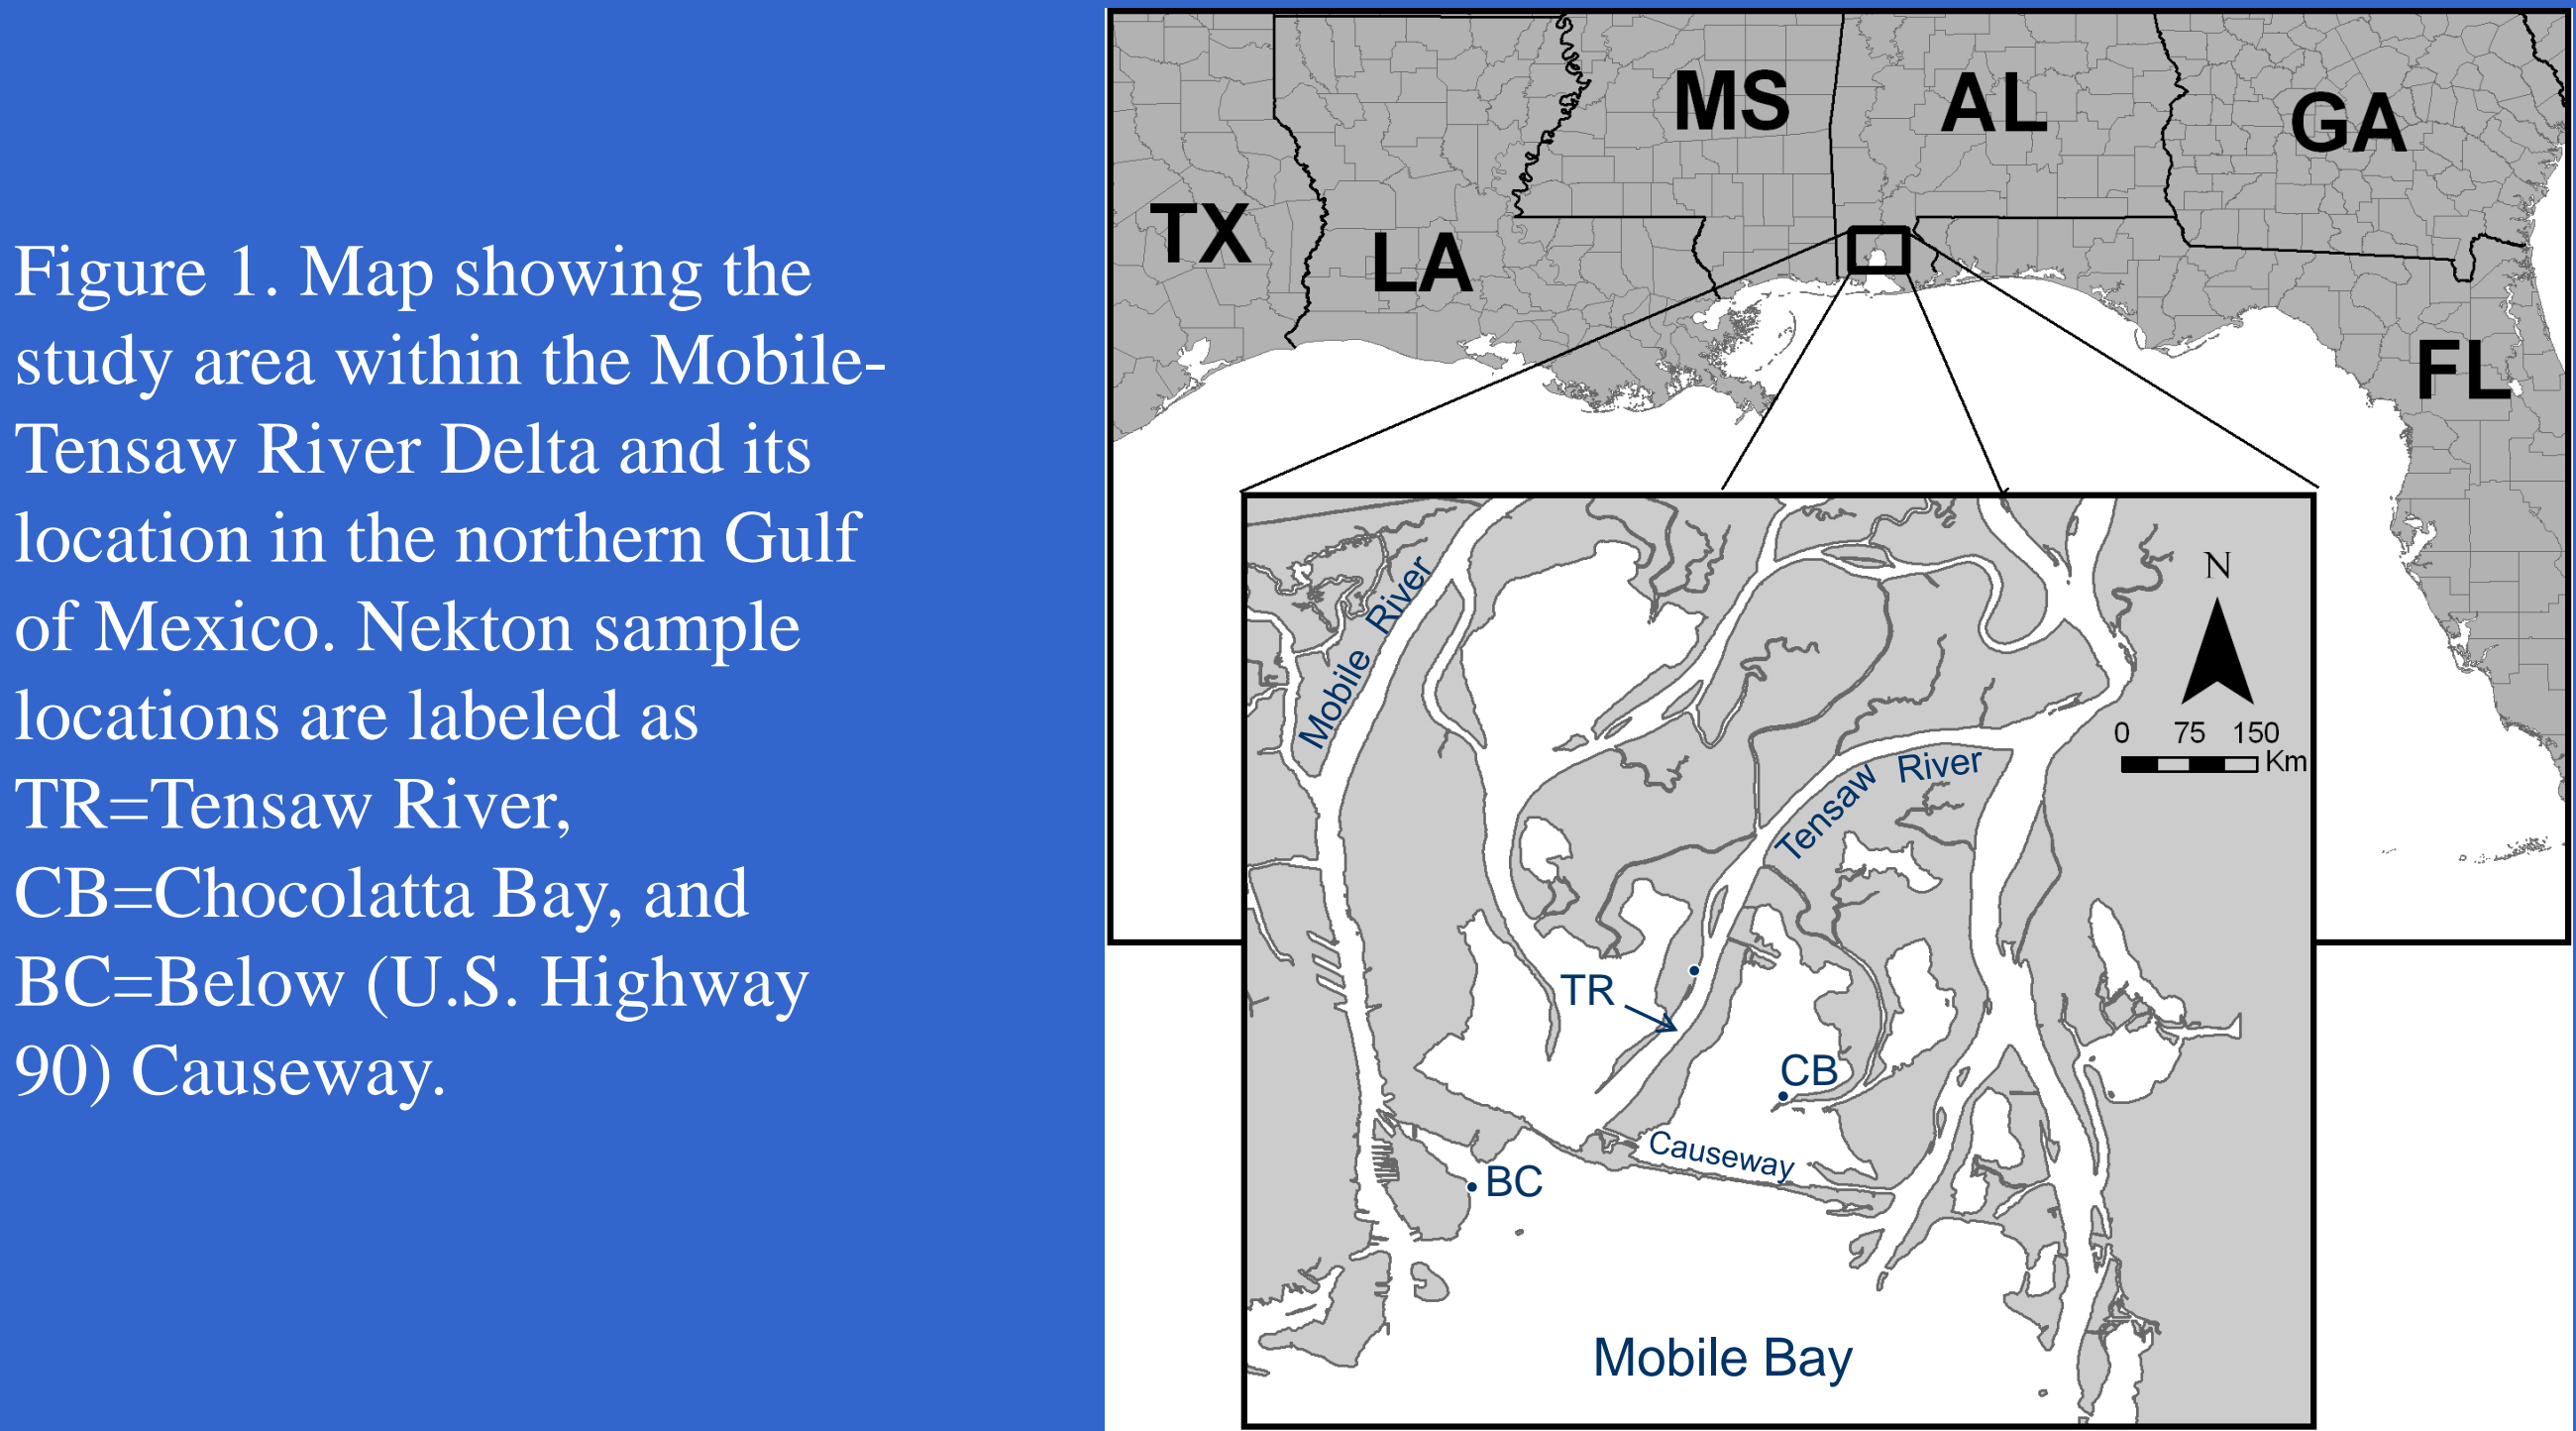 Figure 1. Map showing the
study area within the Mobile-
Tensaw River Delta and its
location in the northern Gulf
of Mexico. Nekton sample
locations are labeled as
TR=Tensaw River,
CB=Chocolatta Bay, and
BC=Below (U.S. Highway
90) Causeway.
MS
AL
GA
TX
LA
FL
N
0 75 150
Km
Mobile River
Tensaw River
TR
CB
Causeway
BC
Mobile Bay